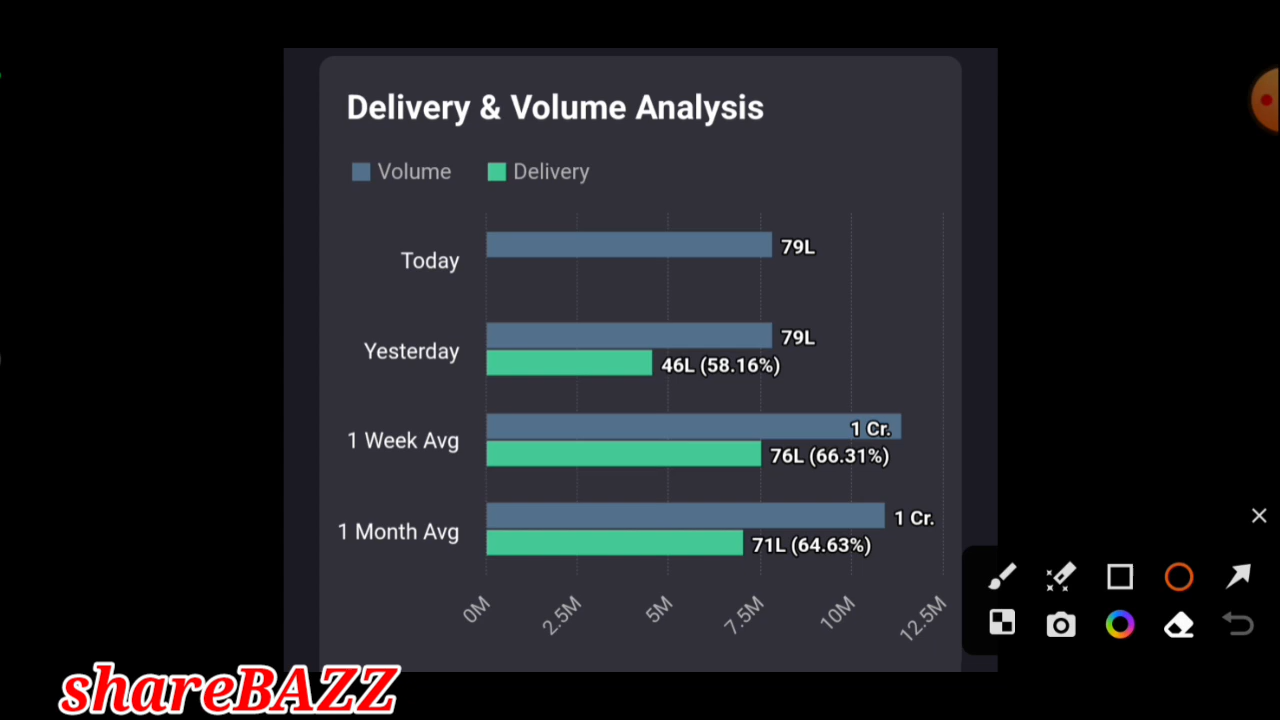 Delivery & Volume Analysis
Volume Delivery
Today 79L
Yesterday 79L
46L (58.16%)
1 Week Avg 1 Cr.
76L (66.31%)
1 Month Avg 1 Cr.
71L (64.63%)
0M 2.5M 5M 7.5M 10M 12.5M
shareBAZZ